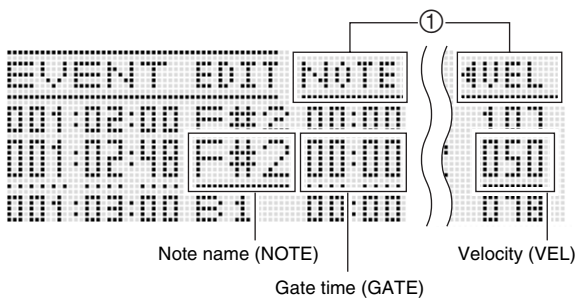 ①
EVENT EDIT NOTE ◀VEL
001:02:00 F#2 00:00 107
001:02:48 F#2 00:00 050
001:03:00 B1 00:00 078
Note name (NOTE)
Velocity (VEL)
Gate time (GATE)